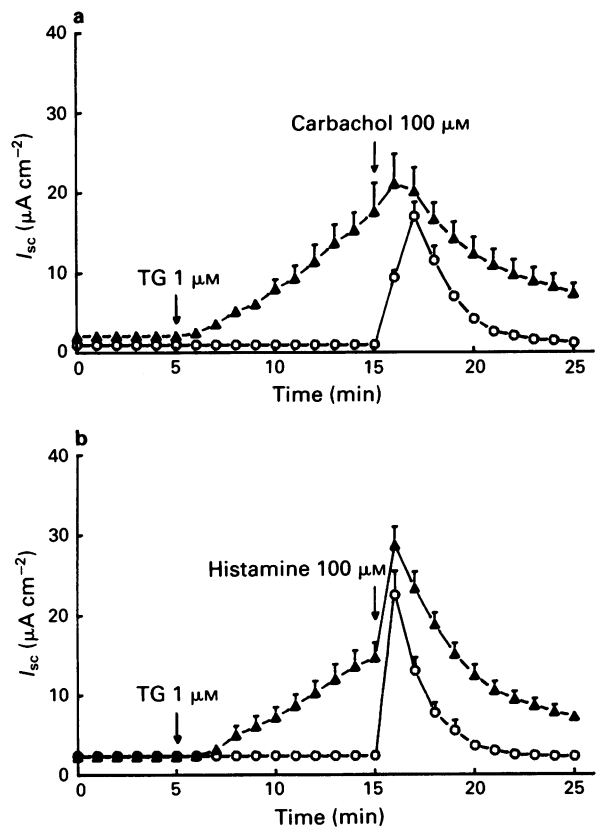 a
40
30
20
10
0
I_sc (μA cm⁻²)
Carbachol 100 μM
TG 1 μM
0 5 10 15 20 25
Time (min)
b
40
30
20
10
0
I_sc (μA cm⁻²)
Histamine 100 μM
TG 1 μM
0 5 10 15 20 25
Time (min)